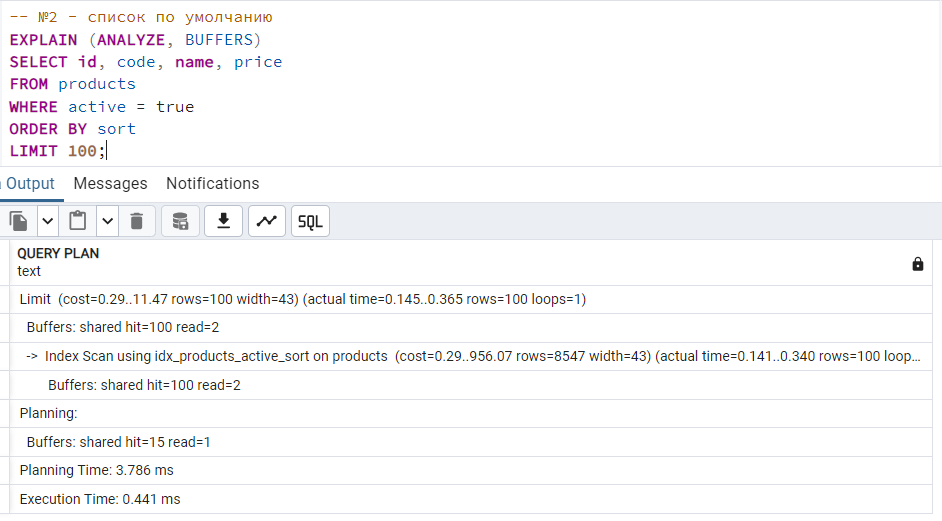 -- №2 - список по умолчанию
EXPLAIN (ANALYZE, BUFFERS)
SELECT id, code, name, price
FROM products
WHERE active = true
ORDER BY sort
LIMIT 100;
Output Messages Notifications
SQL
QUERY PLAN
text
Limit (cost=0.29..11.47 rows=100 width=43) (actual time=0.145..0.365 rows=100 loops=1)
Buffers: shared hit=100 read=2
-> Index Scan using idx_products_active_sort on products (cost=0.29..956.07 rows=8547 width=43) (actual time=0.141..0.340 rows=100 loop...
Buffers: shared hit=100 read=2
Planning:
Buffers: shared hit=15 read=1
Planning Time: 3.786 ms
Execution Time: 0.441 ms